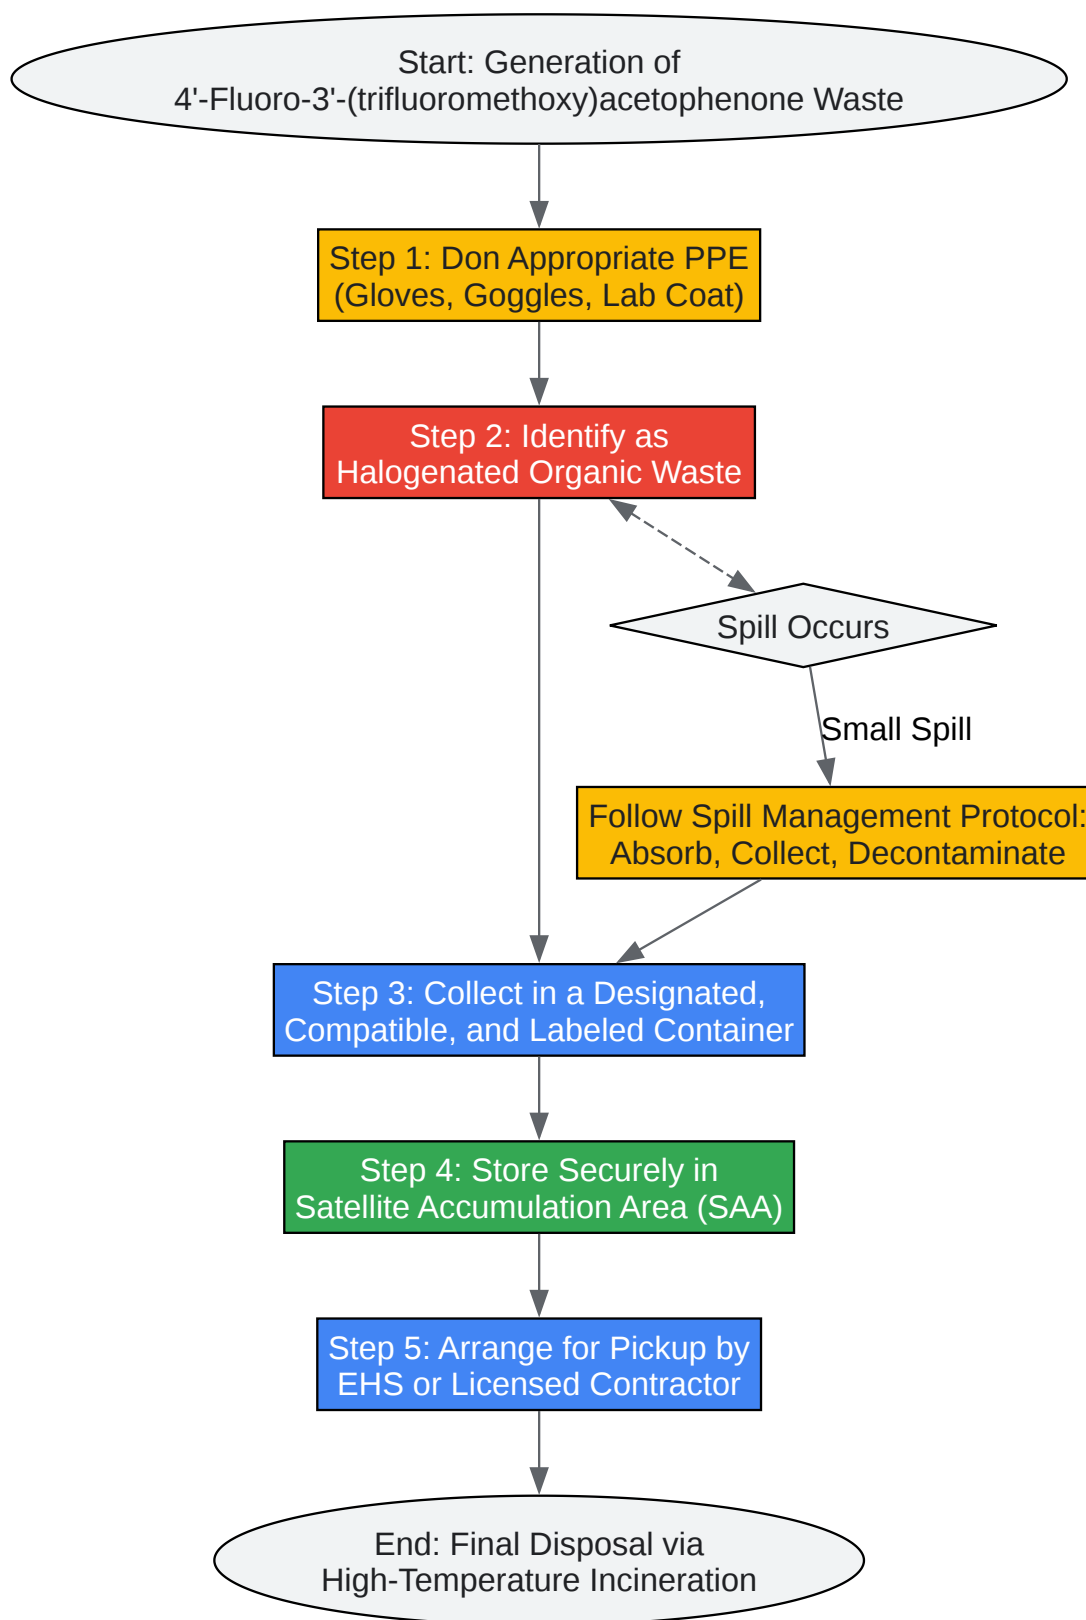 Start: Generation of
4'-Fluoro-3'-(trifluoromethoxy)acetophenone Waste
Step 1: Don Appropriate PPE
(Gloves, Goggles, Lab Coat)
Step 2: Identify as
Halogenated Organic Waste
Spill Occurs
Small Spill
Follow Spill Management Protocol:
Absorb, Collect, Decontaminate
Step 3: Collect in a Designated,
Compatible, and Labeled Container
Step 4: Store Securely in
Satellite Accumulation Area (SAA)
Step 5: Arrange for Pickup by
EHS or Licensed Contractor
End: Final Disposal via
High-Temperature Incineration